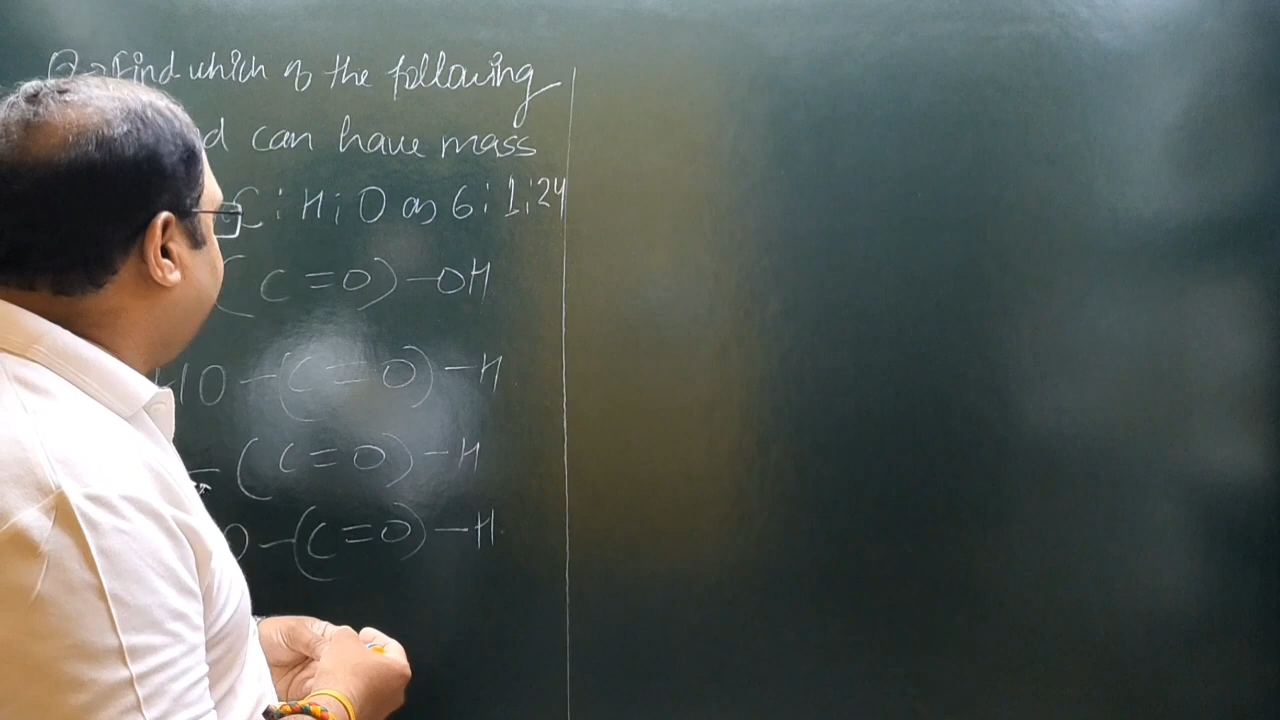 Q→ Find which of the following
d can have mass
C : H : O as 6 : 1 : 24
(C=O)-OH
HO-(C=O)-H
-(C=O)-H
O-(C=O)-H